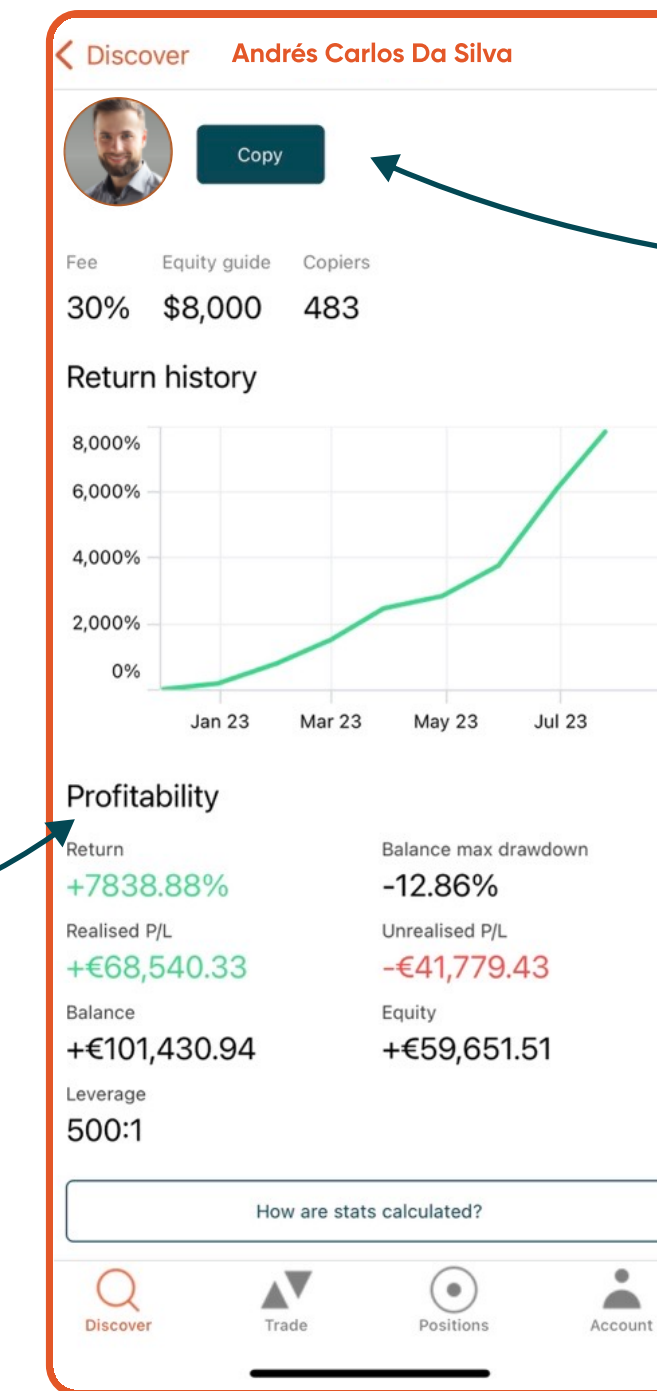 Discover Andrés Carlos Da Silva
Copy
Fee Equity guide Copiers
30% $8,000 483
Return history
8,000%
6,000%
4,000%
2,000%
0%
Jan 23 Mar 23 May 23 Jul 23
Profitability
Return Balance max drawdown
+7838.88% -12.86%
Realised P/L Unrealised P/L
+€68,540.33 -€41,779.43
Balance Equity
+€101,430.94 +€59,651.51
Leverage
500:1
How are stats calculated?
Discover Trade Positions Account